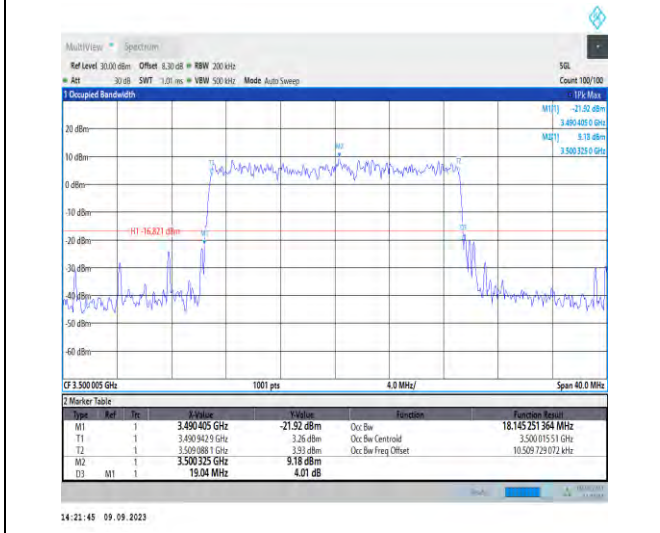 MultiView Spectrum
Ref Level 30.00 dBm Offset 8.30 dB RBW 200 kHz SGL
Att 30 dB SWT 1.01 ms VBW 500 kHz Mode Auto Sweep Count 100/100
1 Occupied Bandwidth 1Pk Max
M1[1] -21.92 dBm
3.490 405 0 GHz
M2[1] 9.18 dBm
3.500 325 0 GHz
20 dBm
M2
10 dBm
0 dBm
-10 dBm
H1 -16.821 dBm
M1
-20 dBm
-30 dBm
-40 dBm
-50 dBm
-60 dBm
CF 3.500 005 GHz 1001 pts 4.0 MHz/ Span 40.0 MHz
2 Marker Table
Type Ref Trc X-Value Y-Value Function Function Result
M1 1 3.490405 GHz -21.92 dBm Occ Bw 18.145 251 364 MHz
T1 1 3.490 942 9 GHz 3.26 dBm Occ Bw Centroid 3.500 015 51 GHz
T2 1 3.509 088 1 GHz 3.93 dBm Occ Bw Freq Offset 10.509 729 072 kHz
M2 1 3.500325 GHz 9.18 dBm
D3 M1 1 19.04 MHz 4.01 dB
14:21:45 09.09.2023